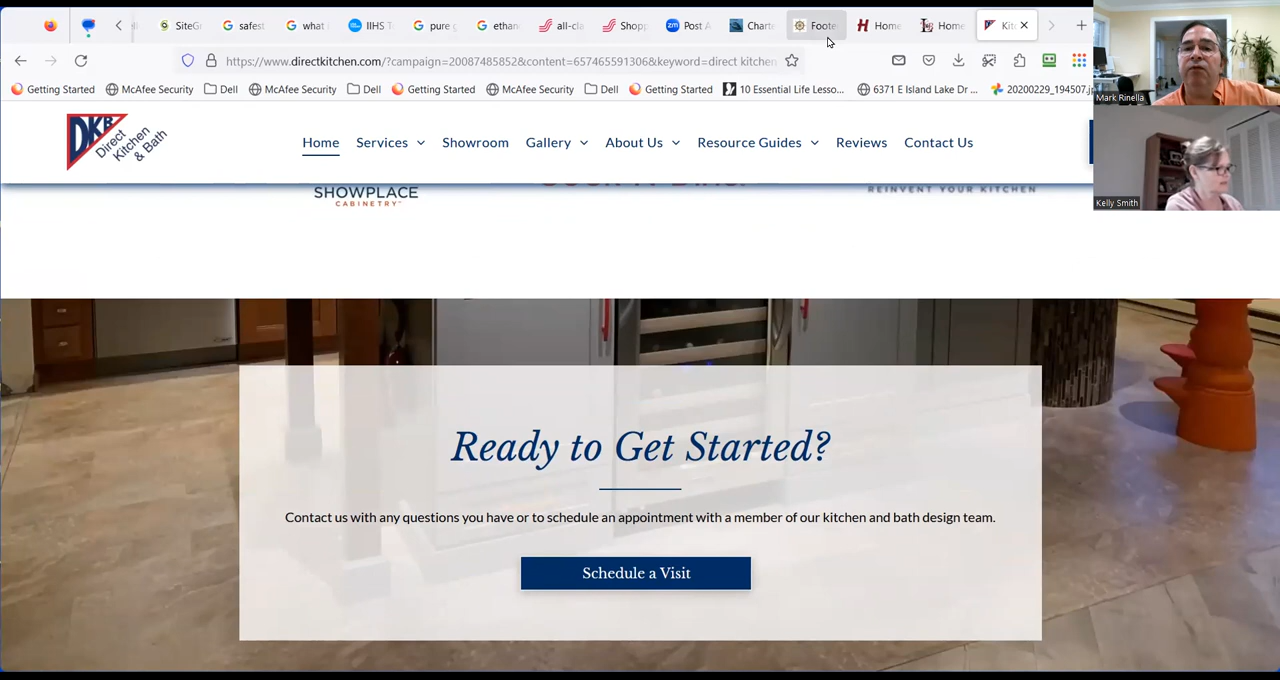 SiteGr
safest
what i
IIHS T
pure g
ethan
all-cla
Shopp
zm
Post A
Charte
Foote
Home
Home
Kitc
https://www.directkitchen.com/?campaign=20087485852&content=657465591306&keyword=direct kitchen
Getting Started
McAfee Security
Dell
McAfee Security
Dell
Getting Started
McAfee Security
Dell
Getting Started
10 Essential Life Lesso...
6371 E Island Lake Dr ...
20200229_194507.jp
Mark Rinella
DKB
Direct
Kitchen
& Bath
Home
Services
Showroom
Gallery
About Us
Resource Guides
Reviews
Contact Us
Kelly Smith
SHOWPLACE
CABINETRY
REINVENT YOUR KITCHEN
Ready to Get Started?
Contact us with any questions you have or to schedule an appointment with a member of our kitchen and bath design team.
Schedule a Visit